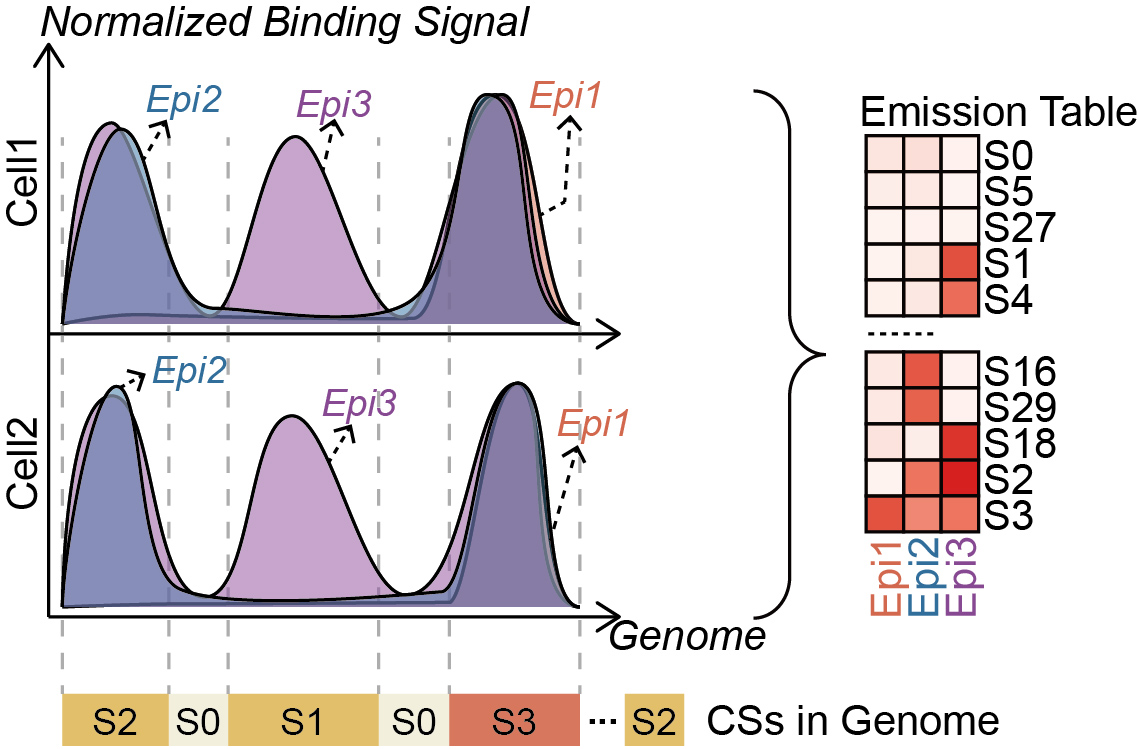 Normalized Binding Signal
Cell1
Epi2
Epi3
Epi1
Cell2
Epi2
Epi3
Epi1
Genome
S2 S0 S1 S0 S3 ... S2 CSs in Genome
Emission Table
S0
S5
S27
S1
S4
S16
S29
S18
S2
S3
Epi1
Epi2
Epi3